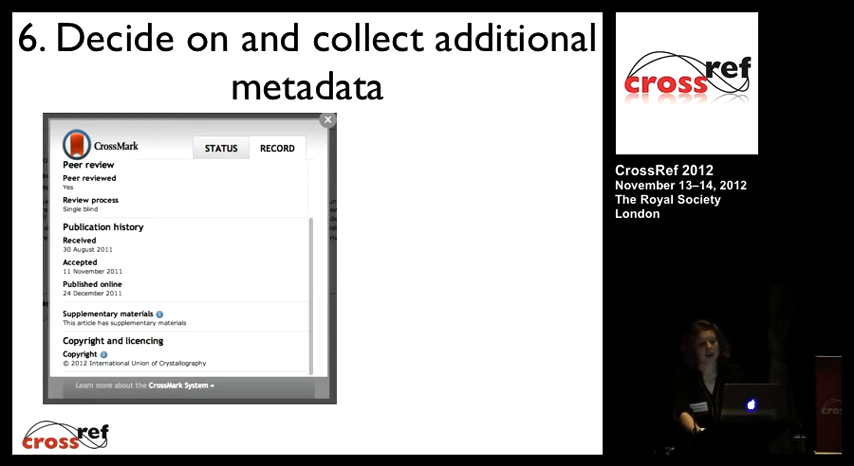 6. Decide on and collect additional
metadata
CrossMark
STATUS
RECORD
Peer review
Peer reviewed
Yes
Review process
Single blind
Publication history
Received
30 August 2011
Accepted
11 November 2011
Published online
24 December 2011
Supplementary materials
This article has supplementary materials
Copyright and licencing
Copyright
© 2012 International Union of Crystallography
Learn more about the CrossMark System »
crossref
crossref
CrossRef 2012
November 13–14, 2012
The Royal Society
London